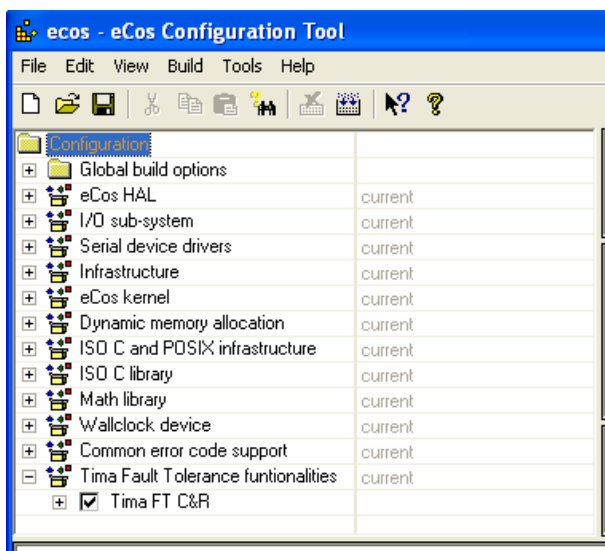 ecos - eCos Configuration Tool
File Edit View Build Tools Help
Configuration
Global build options
eCos HAL current
I/O sub-system current
Serial device drivers current
Infrastructure current
eCos kernel current
Dynamic memory allocation current
ISO C and POSIX infrastructure current
ISO C library current
Math library current
Wallclock device current
Common error code support current
Tima Fault Tolerance funtionalities current
Tima FT C&R